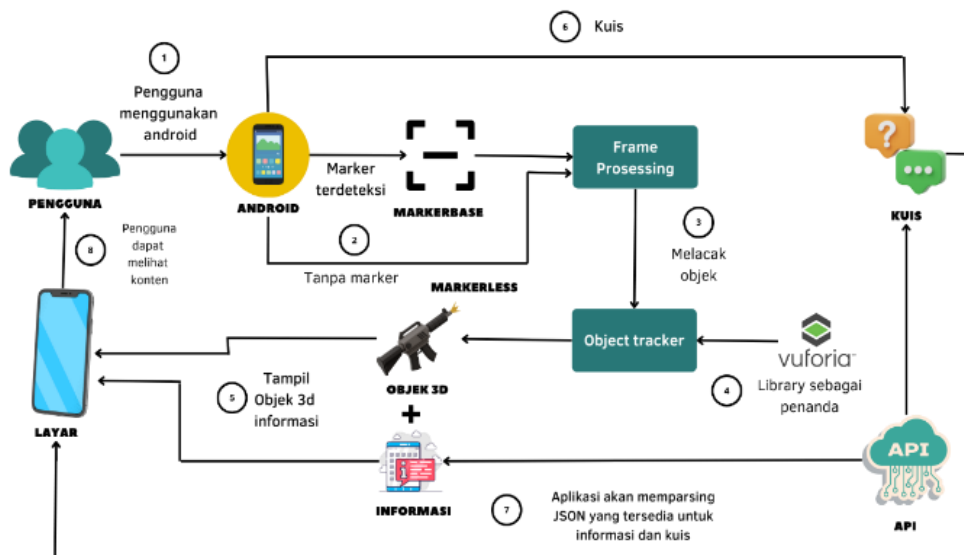 6
Kuis
1
Pengguna
menggunakan
android
PENGGUNA
ANDROID
Marker
terdeteksi
MARKERBASE
Frame
Prosessing
?
KUIS
2
Tanpa marker
MARKERLESS
3
Melacak
objek
8
Pengguna
dapat
melihat
konten
LAYAR
5
Tampil
Objek 3d
informasi
OBJEK 3D
+
INFORMASI
Object tracker
vuforia™
4
Library sebagai
penanda
API
API
7
Aplikasi akan memparsing
JSON yang tersedia untuk
informasi dan kuis